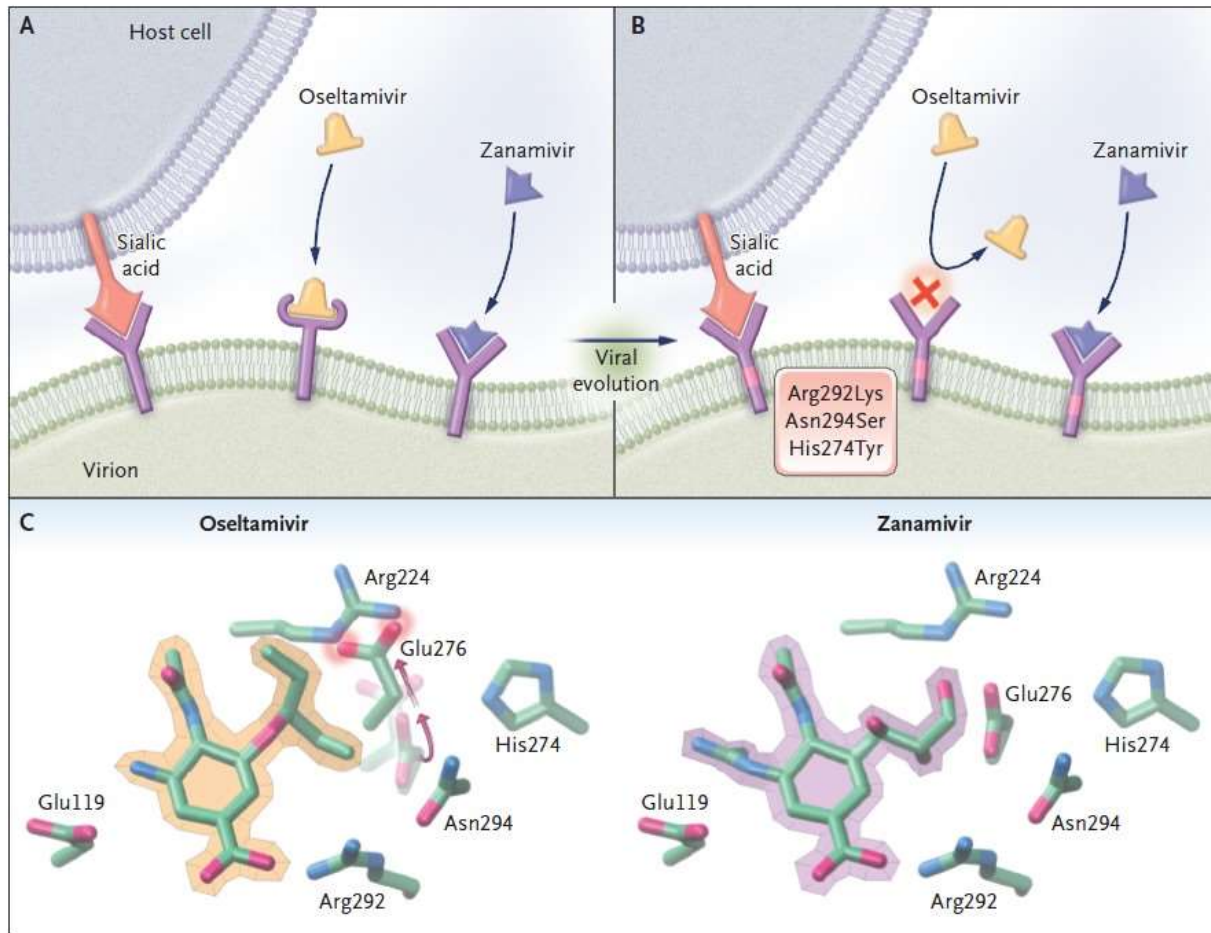 A
Host cell
Oseltamivir
Zanamivir
Sialic
acid
Virion
Viral
evolution
B
Oseltamivir
Zanamivir
Sialic
acid
Arg292Lys
Asn294Ser
His274Tyr
C
Oseltamivir
Arg224
Glu276
His274
Glu119
Asn294
Arg292
Zanamivir
Arg224
Glu276
His274
Glu119
Asn294
Arg292